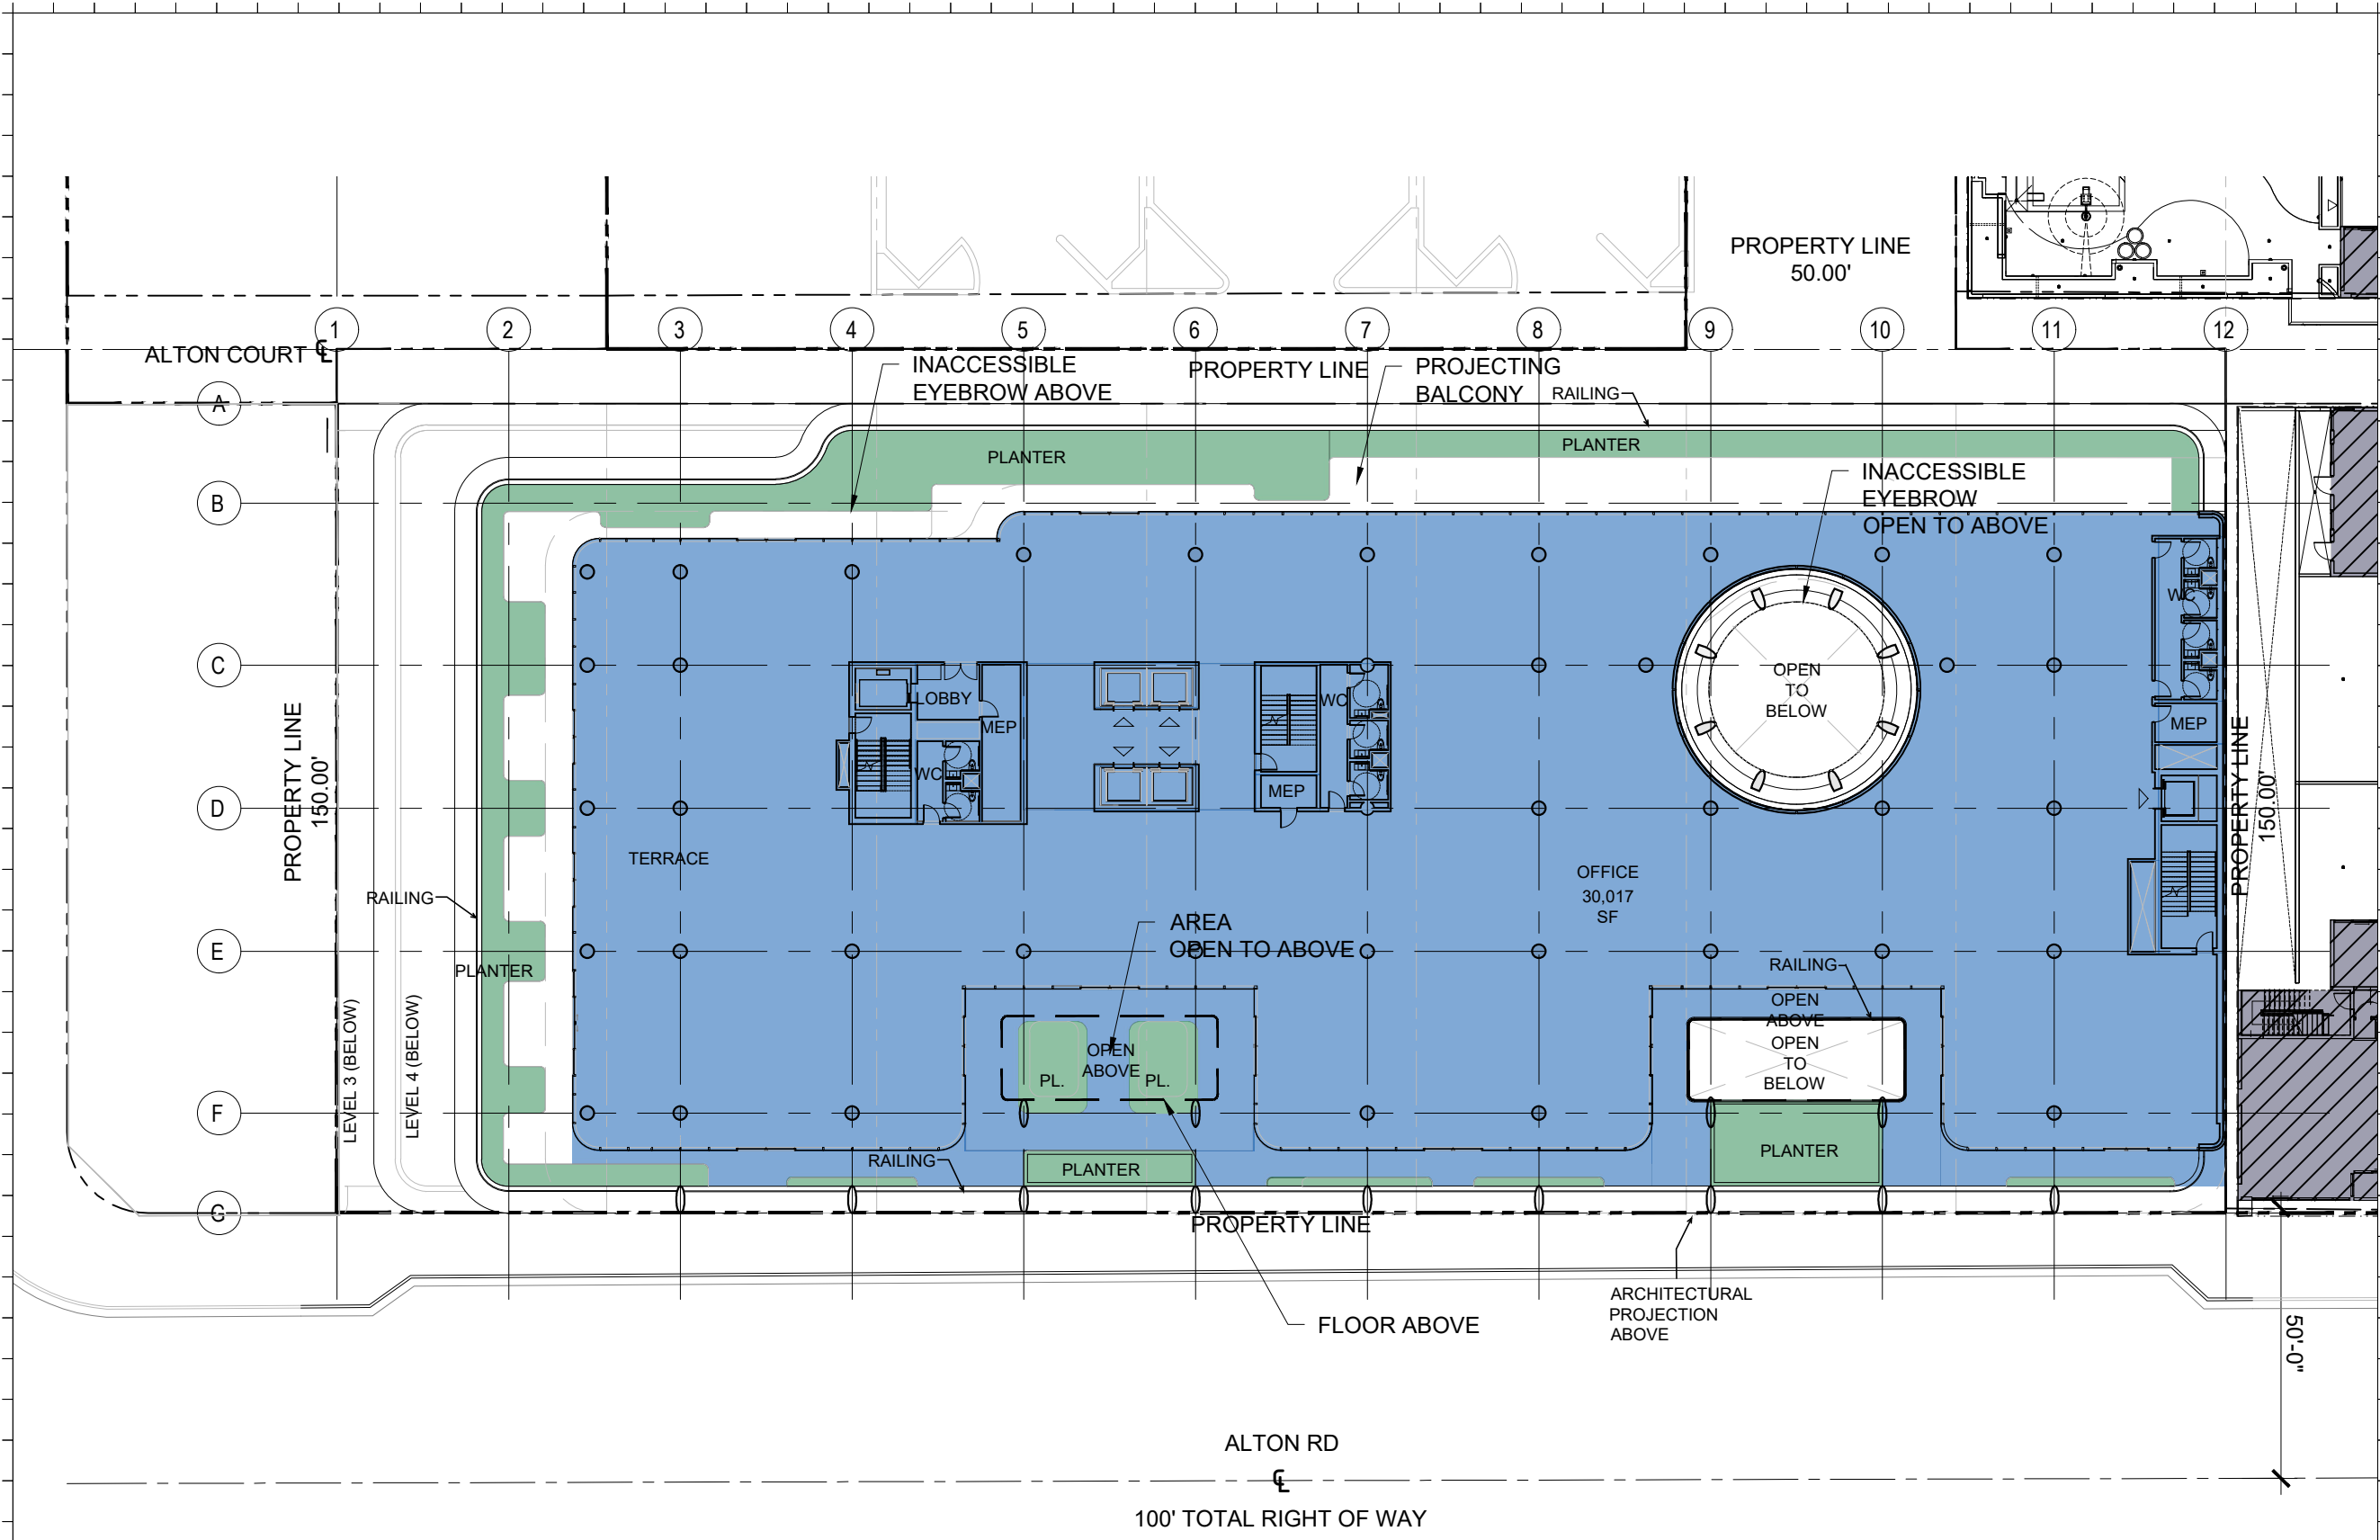 PROPERTY LINE
50.00'
1
2
3
4
5
6
7
8
9
10
11
12
ALTON COURT ℄
INACCESSIBLE
EYEBROW ABOVE
PROPERTY LINE
PROJECTING
BALCONY
RAILING
A
PLANTER
PLANTER
INACCESSIBLE
EYEBROW
OPEN TO ABOVE
B
WC
C
LOBBY
MEP
WC
WC
MEP
OPEN
TO
BELOW
MEP
PROPERTY LINE
150.00'
PROPERTY LINE
150.00'
D
TERRACE
OFFICE
30,017
SF
RAILING
AREA
OPEN TO ABOVE
E
PLANTER
RAILING
OPEN
ABOVE
OPEN
TO
BELOW
LEVEL 3 (BELOW)
LEVEL 4 (BELOW)
OPEN
ABOVE
PL.
PL.
F
RAILING
PLANTER
PLANTER
G
PROPERTY LINE
ARCHITECTURAL
PROJECTION
ABOVE
FLOOR ABOVE
50'-0"
ALTON RD
℄
100' TOTAL RIGHT OF WAY